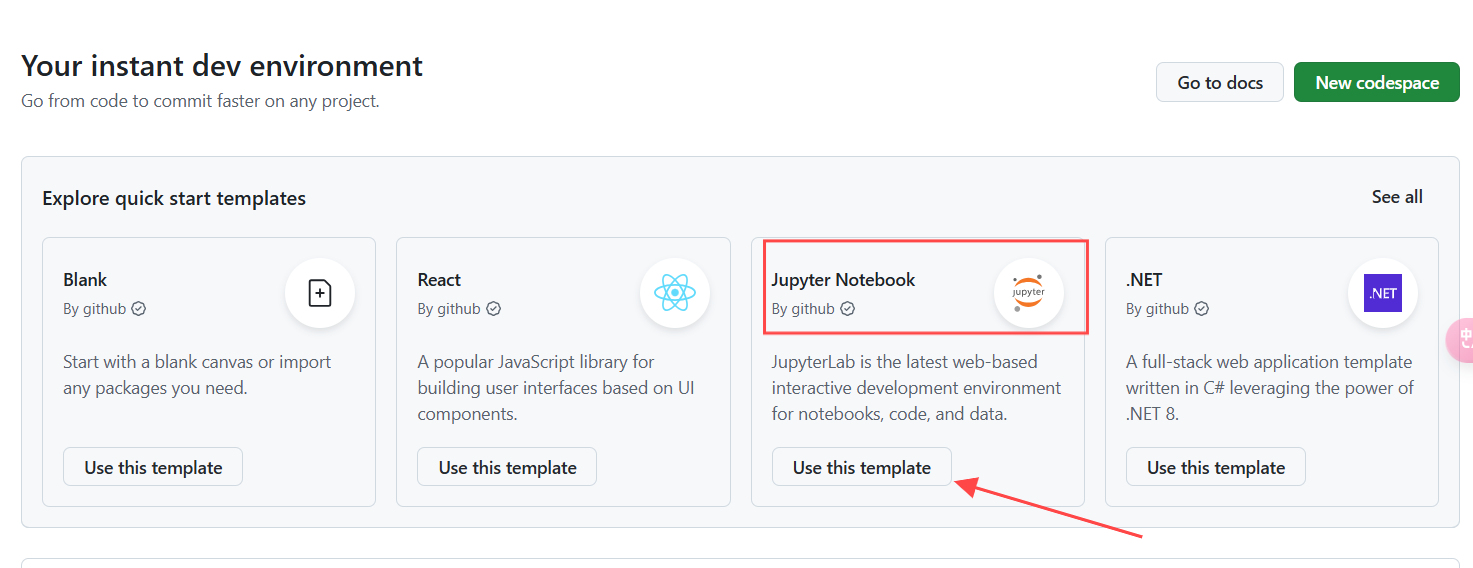 Your instant dev environment
Go from code to commit faster on any project.
Go to docs
New codespace
Explore quick start templates
See all
Blank
By github
Start with a blank canvas or import
any packages you need.
Use this template
React
By github
A popular JavaScript library for
building user interfaces based on UI
components.
Use this template
Jupyter Notebook
By github
jupyter
JupyterLab is the latest web-based
interactive development environment
for notebooks, code, and data.
Use this template
.NET
By github
.NET
A full-stack web application template
written in C# leveraging the power of
.NET 8.
Use this template